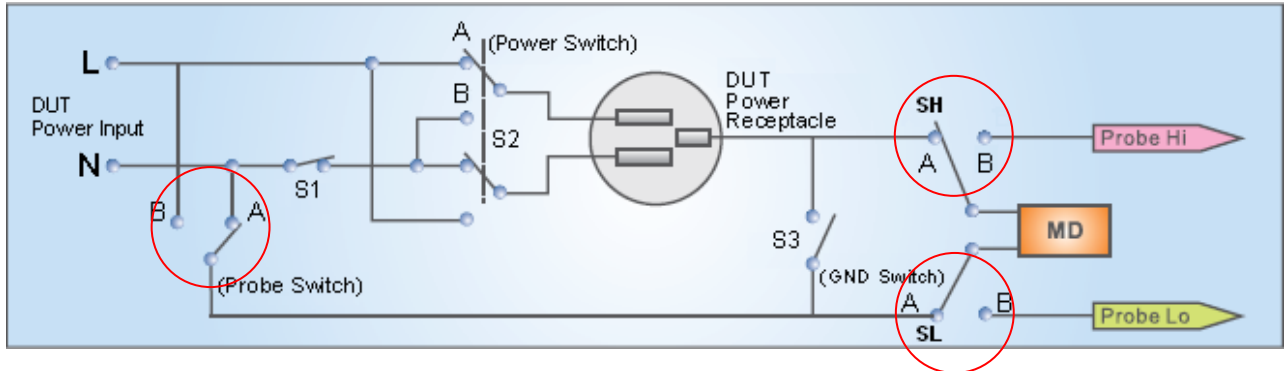 L
DUT
Power Input
N
B
A
(Probe Switch)
S1
A
(Power Switch)
B
S2
DUT
Power
Receptacle
S3
(GND Switch)
SH
A
B
Probe Hi
MD
A
B
SL
Probe Lo